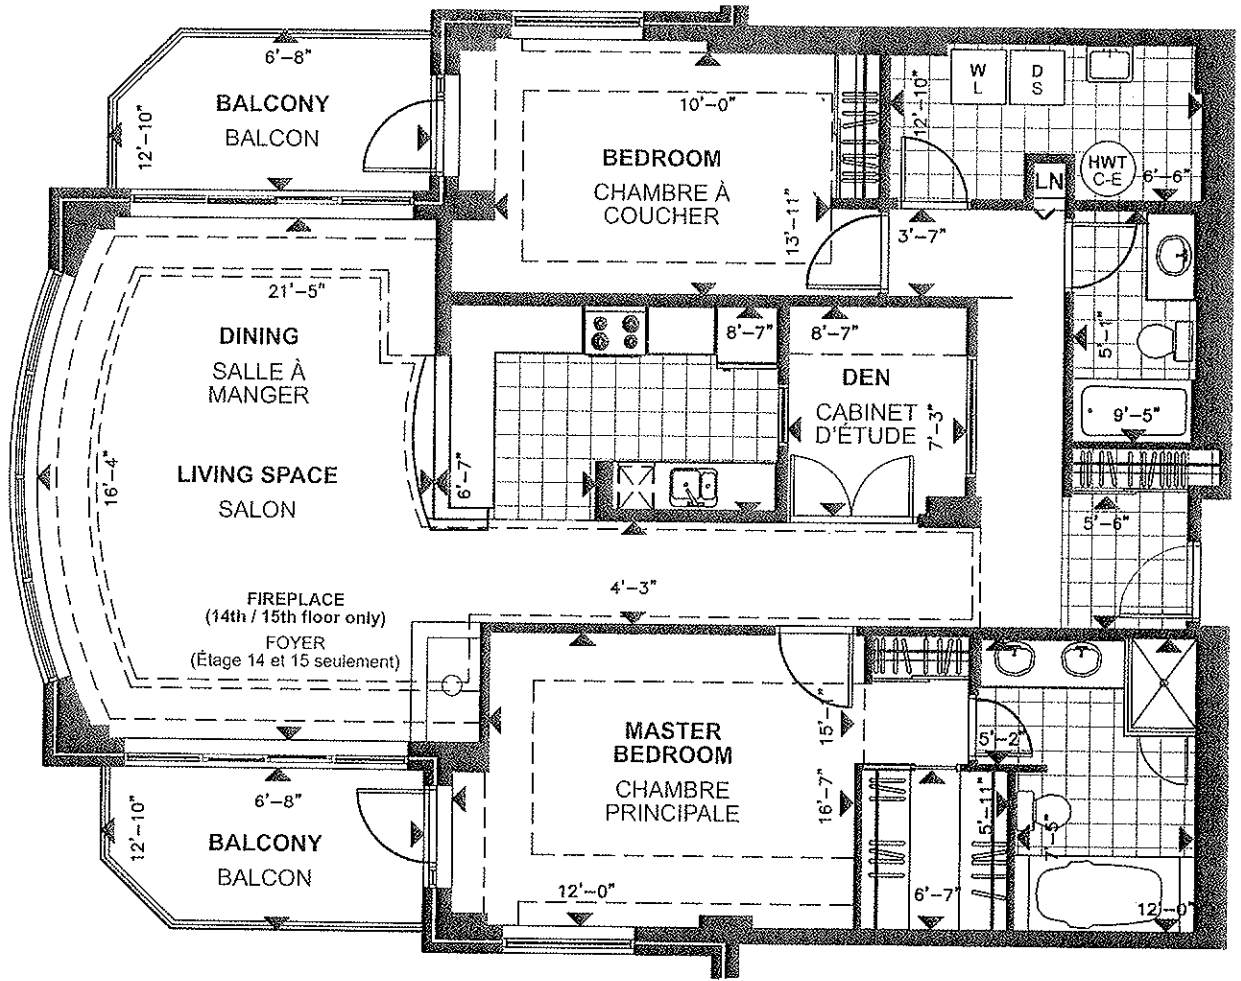 6'-8"
BALCONY
BALCON
12'-10"
10'-0"
BEDROOM
CHAMBRE À
COUCHER
13'-11"
12'-10"
W
L
D
S
HWT
C-E
LN
6'-6"
3'-7"
21'-5"
DINING
SALLE À
MANGER
8'-7"
8'-7"
DEN
CABINET
D'ÉTUDE
7'-3"
5'-1"
9'-5"
LIVING SPACE
SALON
16'-4"
6'-7"
5'-6"
4'-3"
FIREPLACE
(14th / 15th floor only)
FOYER
(Étage 14 et 15 seulement)
MASTER
BEDROOM
CHAMBRE
PRINCIPALE
15'-1"
16'-7"
5'-2"
5'-11"
7'-5"
6'-8"
BALCONY
BALCON
12'-10"
12'-0"
6'-7"
12'-0"